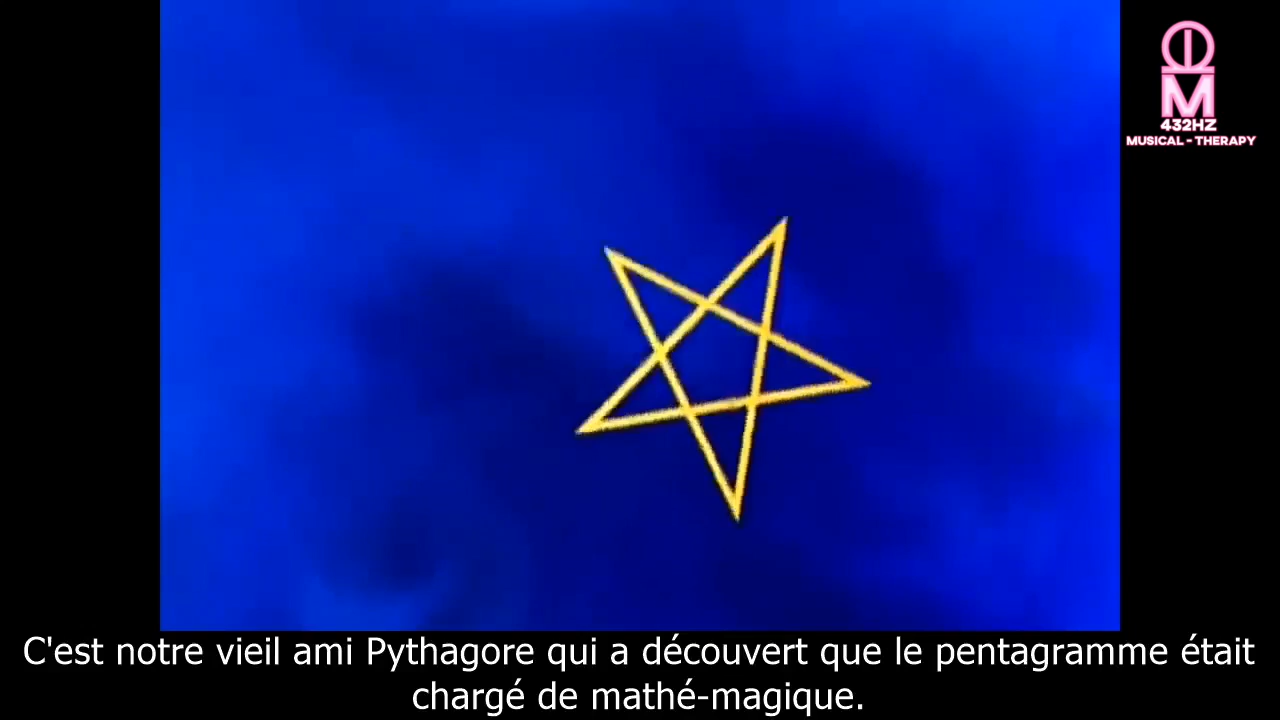 M
432HZ
MUSICAL - THERAPY
C'est notre vieil ami Pythagore qui a découvert que le pentagramme était
chargé de mathé-magique.